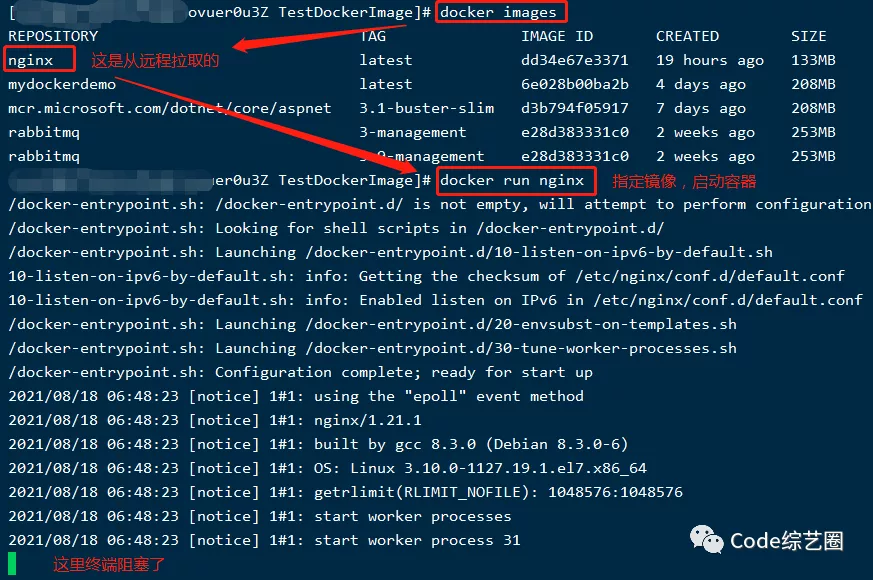 [ ovuer0u3Z TestDockerImage]# docker images
REPOSITORY TAG IMAGE ID CREATED SIZE
nginx 这是从远程拉取的 latest dd34e67e3371 19 hours ago 133MB
mydockerdemo latest 6e028b00ba2b 4 days ago 208MB
mcr.microsoft.com/dotnet/core/aspnet 3.1-buster-slim d3b794f05917 7 days ago 208MB
rabbitmq 3-management e28d383331c0 2 weeks ago 253MB
rabbitmq 3-9-management e28d383331c0 2 weeks ago 253MB
uer0u3Z TestDockerImage]# docker run nginx 指定镜像，启动容器
/docker-entrypoint.sh: /docker-entrypoint.d/ is not empty, will attempt to perform configuration
/docker-entrypoint.sh: Looking for shell scripts in /docker-entrypoint.d/
/docker-entrypoint.sh: Launching /docker-entrypoint.d/10-listen-on-ipv6-by-default.sh
10-listen-on-ipv6-by-default.sh: info: Getting the checksum of /etc/nginx/conf.d/default.conf
10-listen-on-ipv6-by-default.sh: info: Enabled listen on IPv6 in /etc/nginx/conf.d/default.conf
/docker-entrypoint.sh: Launching /docker-entrypoint.d/20-envsubst-on-templates.sh
/docker-entrypoint.sh: Launching /docker-entrypoint.d/30-tune-worker-processes.sh
/docker-entrypoint.sh: Configuration complete; ready for start up
2021/08/18 06:48:23 [notice] 1#1: using the "epoll" event method
2021/08/18 06:48:23 [notice] 1#1: nginx/1.21.1
2021/08/18 06:48:23 [notice] 1#1: built by gcc 8.3.0 (Debian 8.3.0-6)
2021/08/18 06:48:23 [notice] 1#1: OS: Linux 3.10.0-1127.19.1.el7.x86_64
2021/08/18 06:48:23 [notice] 1#1: getrlimit(RLIMIT_NOFILE): 1048576:1048576
2021/08/18 06:48:23 [notice] 1#1: start worker processes
2021/08/18 06:48:23 [notice] 1#1: start worker process 31
这里终端阻塞了
Code综艺圈